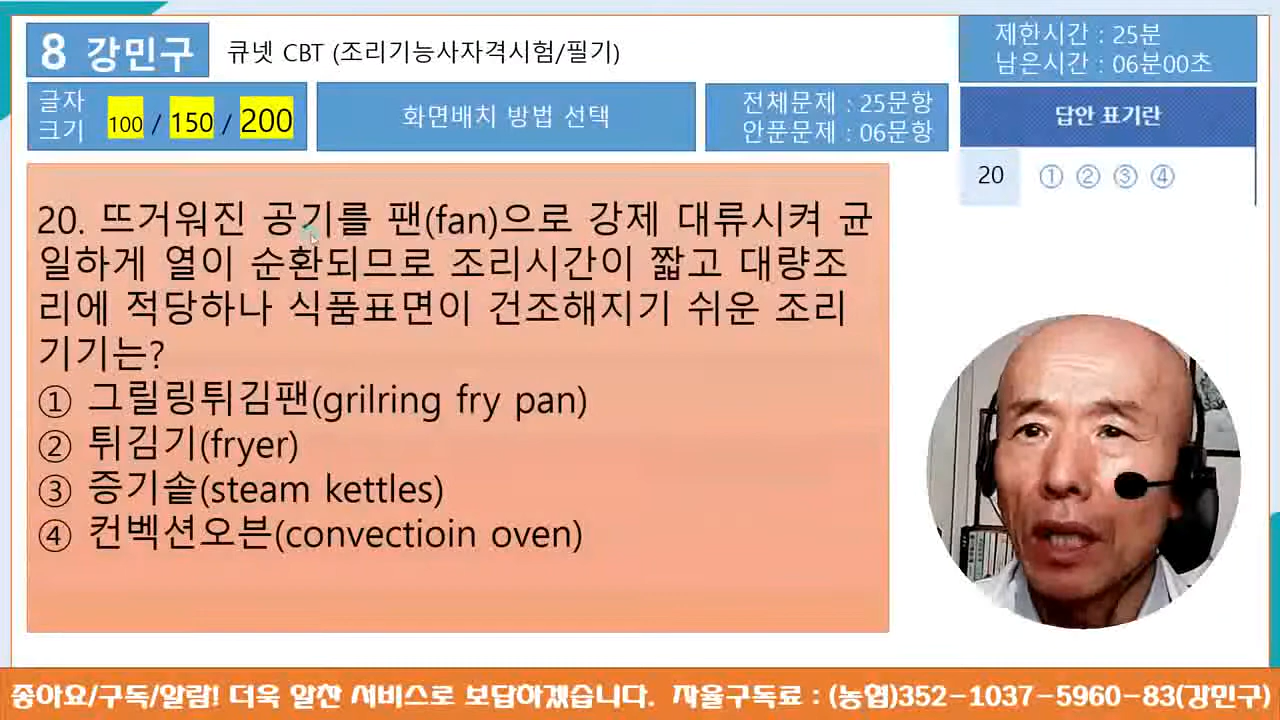 8 강민구
큐넷 CBT (조리기능사자격시험/필기)
제한시간 : 25분
남은시간 : 06분00초
글자
크기
100 / 150 / 200
화면배치 방법 선택
전체문제 : 25문항
안푼문제 : 06문항
답안 표기란
20 ① ② ③ ④
20. 뜨거워진 공기를 팬(fan)으로 강제 대류시켜 균
일하게 열이 순환되므로 조리시간이 짧고 대량조
리에 적당하나 식품표면이 건조해지기 쉬운 조리
기기는?
① 그릴링튀김팬(grilring fry pan)
② 튀김기(fryer)
③ 증기솥(steam kettles)
④ 컨벡션오븐(convectioin oven)
좋아요/구독/알람! 더욱 알찬 서비스로 보답하겠습니다. 자율구독료 : (농협)352-1037-5960-83(강민구)